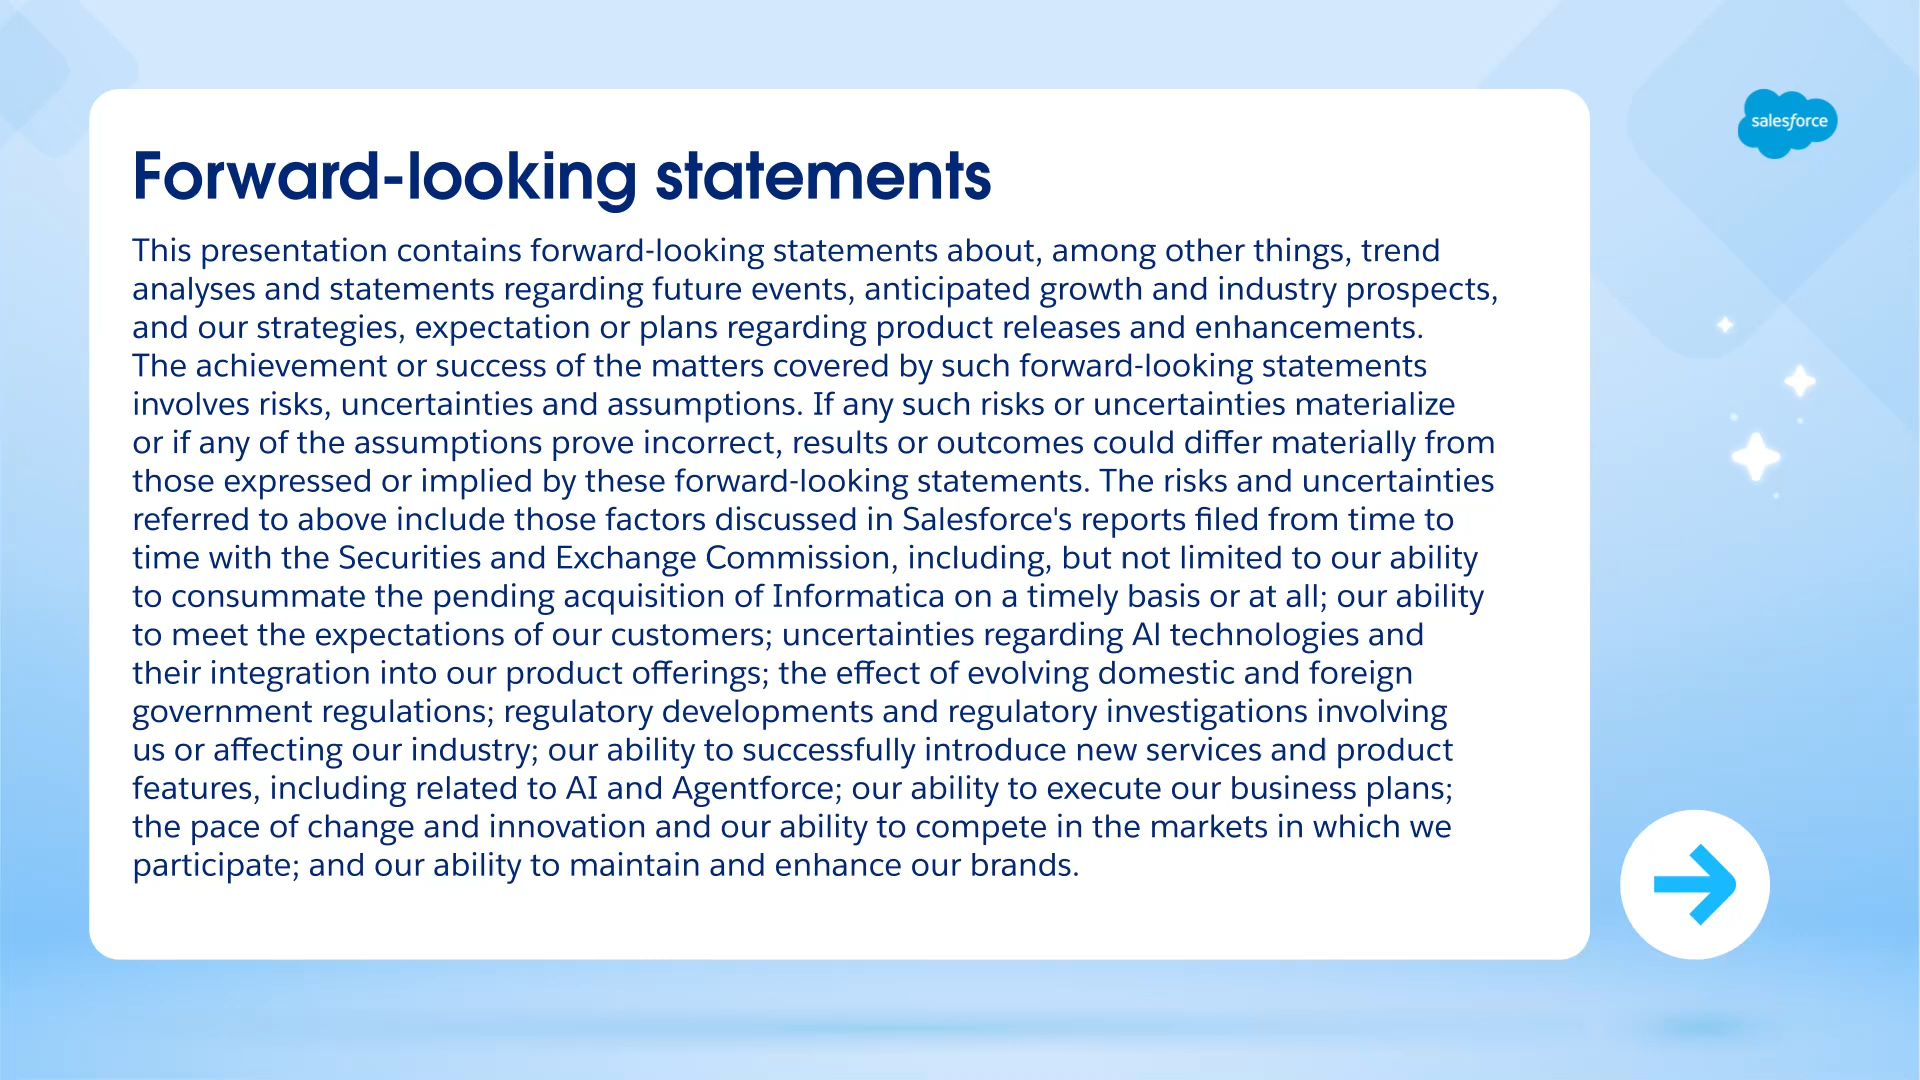 salesforce
Forward-looking statements
This presentation contains forward-looking statements about, among other things, trend
analyses and statements regarding future events, anticipated growth and industry prospects,
and our strategies, expectation or plans regarding product releases and enhancements.
The achievement or success of the matters covered by such forward-looking statements
involves risks, uncertainties and assumptions. If any such risks or uncertainties materialize
or if any of the assumptions prove incorrect, results or outcomes could differ materially from
those expressed or implied by these forward-looking statements. The risks and uncertainties
referred to above include those factors discussed in Salesforce's reports filed from time to
time with the Securities and Exchange Commission, including, but not limited to our ability
to consummate the pending acquisition of Informatica on a timely basis or at all; our ability
to meet the expectations of our customers; uncertainties regarding AI technologies and
their integration into our product offerings; the effect of evolving domestic and foreign
government regulations; regulatory developments and regulatory investigations involving
us or affecting our industry; our ability to successfully introduce new services and product
features, including related to AI and Agentforce; our ability to execute our business plans;
the pace of change and innovation and our ability to compete in the markets in which we
participate; and our ability to maintain and enhance our brands.